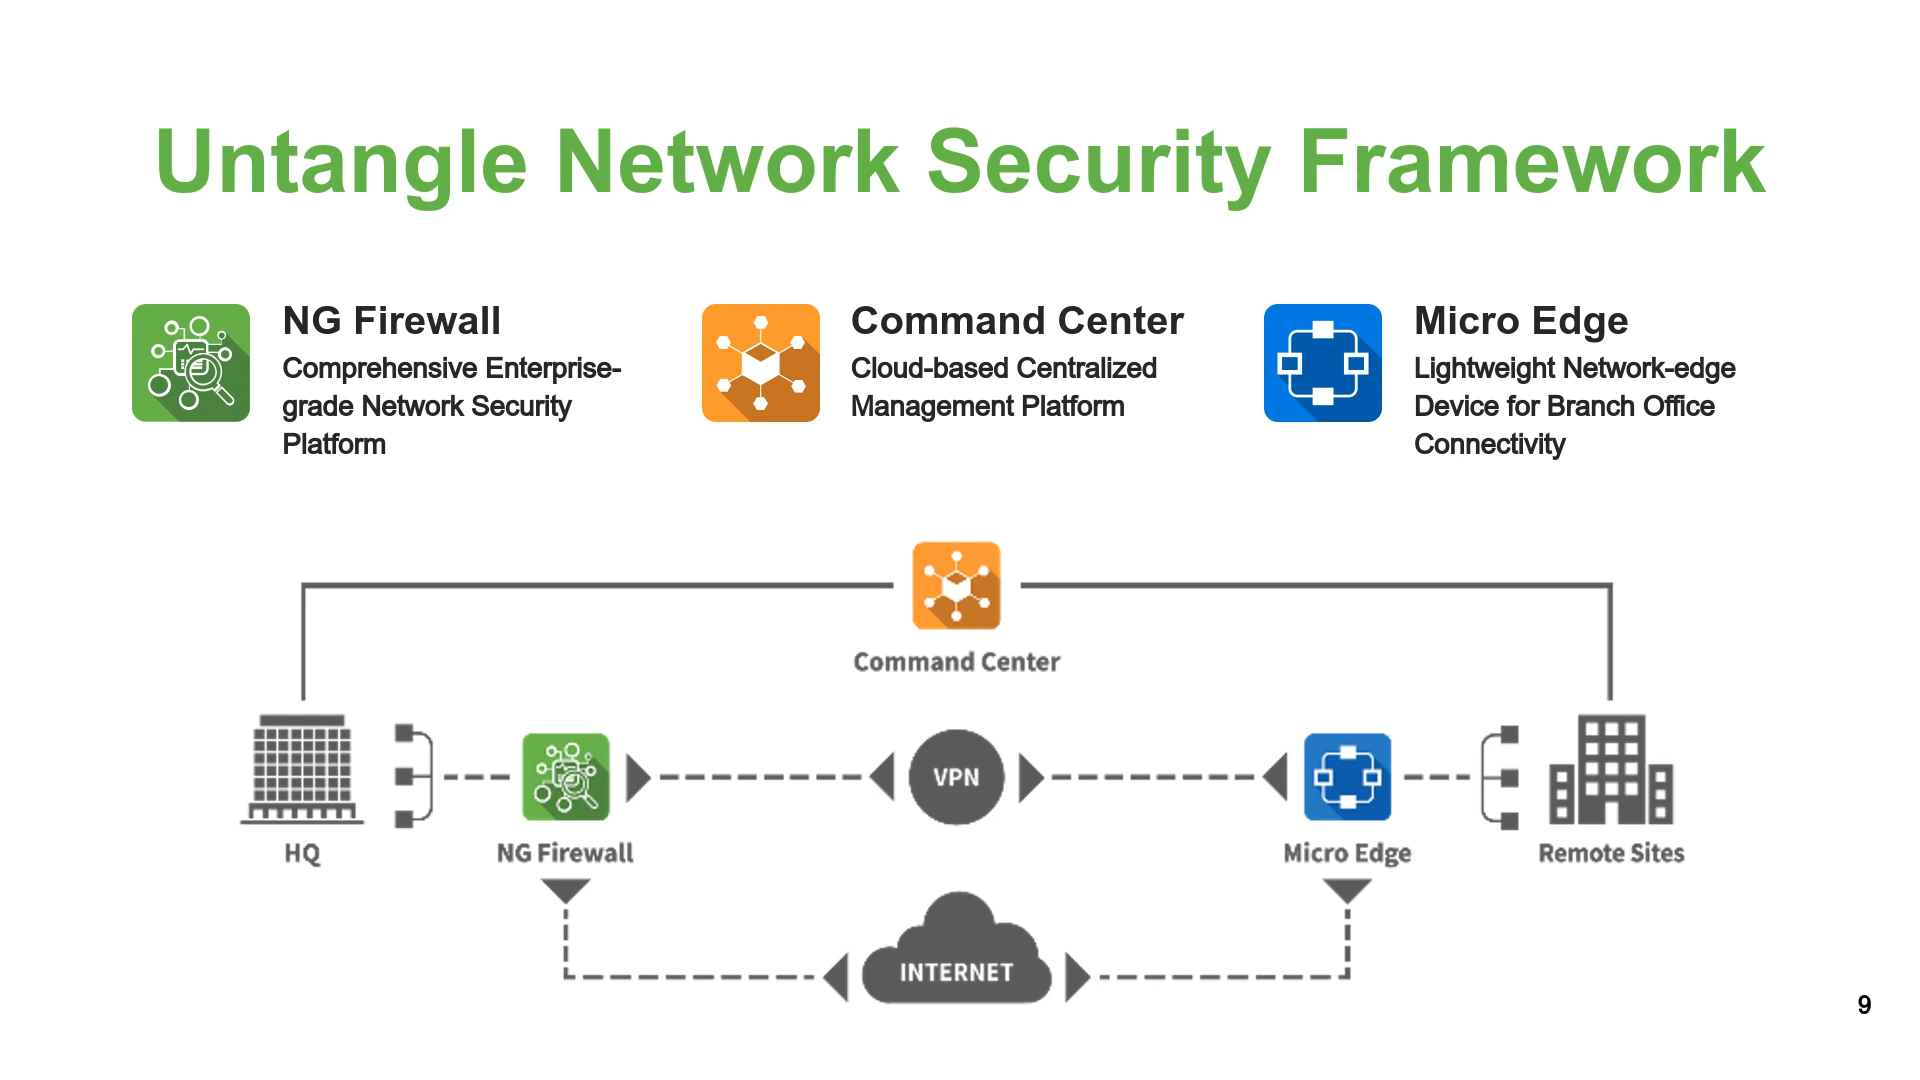 Untangle Network Security Framework
NG Firewall
Comprehensive Enterprise-
grade Network Security
Platform
Command Center
Cloud-based Centralized
Management Platform
Micro Edge
Lightweight Network-edge
Device for Branch Office
Connectivity
Command Center
VPN
HQ
NG Firewall
Micro Edge
Remote Sites
INTERNET
9